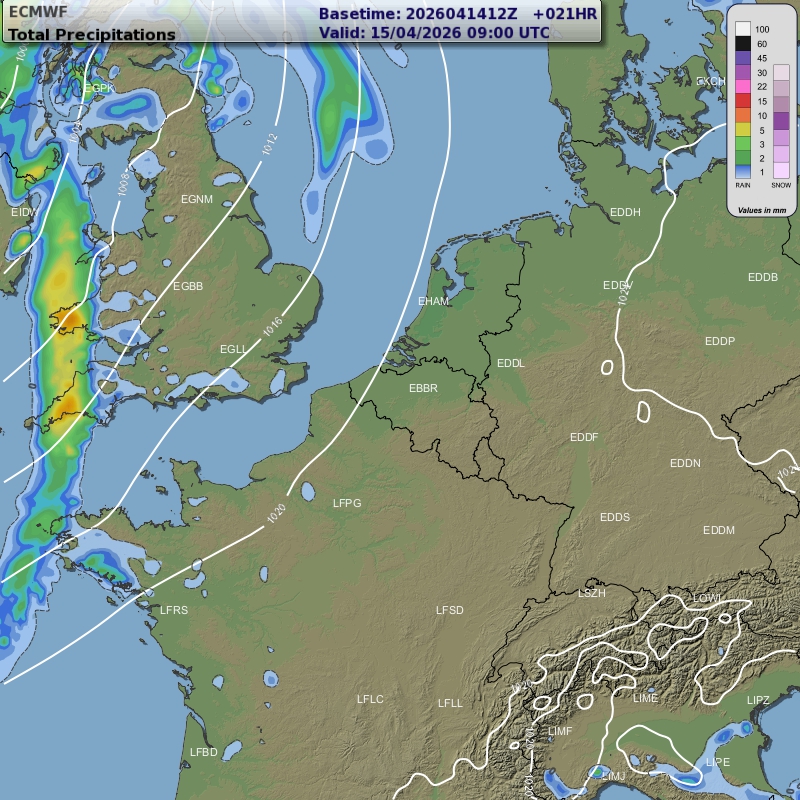 ECMWF
Total Precipitations
Basetime: 2026041412Z +021HR
Valid: 15/04/2026 09:00 UTC
100
60
45
30
22
15
10
5
3
2
1
RAIN
SNOW
Values in mm
EGPK
EKCH
1012
1008
EGNM
EIDW
EDDH
EGBB
EDDV
EDDB
EHAM
1016
EGLL
EDDP
EDDL
EBBR
EDDF
EDDN
LFPG
1020
EDDS
EDDM
LSZH
LOWI
LFRS
LFSD
1020
LFLC
LFLL
LIME
LIPZ
LIMF
1020
LFBD
LIPE
LIMJ
1020